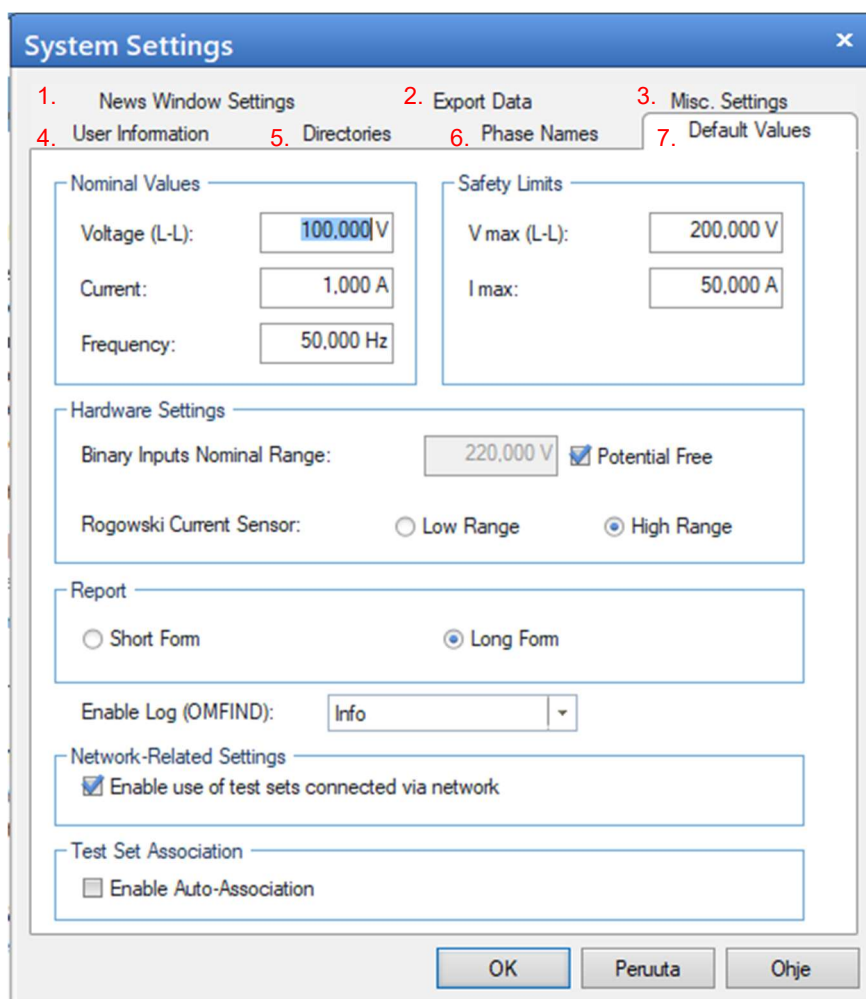 System Settings
1. News Window Settings 2. Export Data 3. Misc. Settings
4. User Information 5. Directories 6. Phase Names 7. Default Values
Nominal Values Safety Limits
Voltage (L-L): 100,000 V V max (L-L): 200,000 V
Current: 1,000 A I max: 50,000 A
Frequency: 50,000 Hz
Hardware Settings
Binary Inputs Nominal Range: 220,000 V Potential Free
Rogowski Current Sensor: Low Range High Range
Report
Short Form Long Form
Enable Log (OMFIND): Info
Network-Related Settings
Enable use of test sets connected via network
Test Set Association
Enable Auto-Association
OK Peruuta Ohje